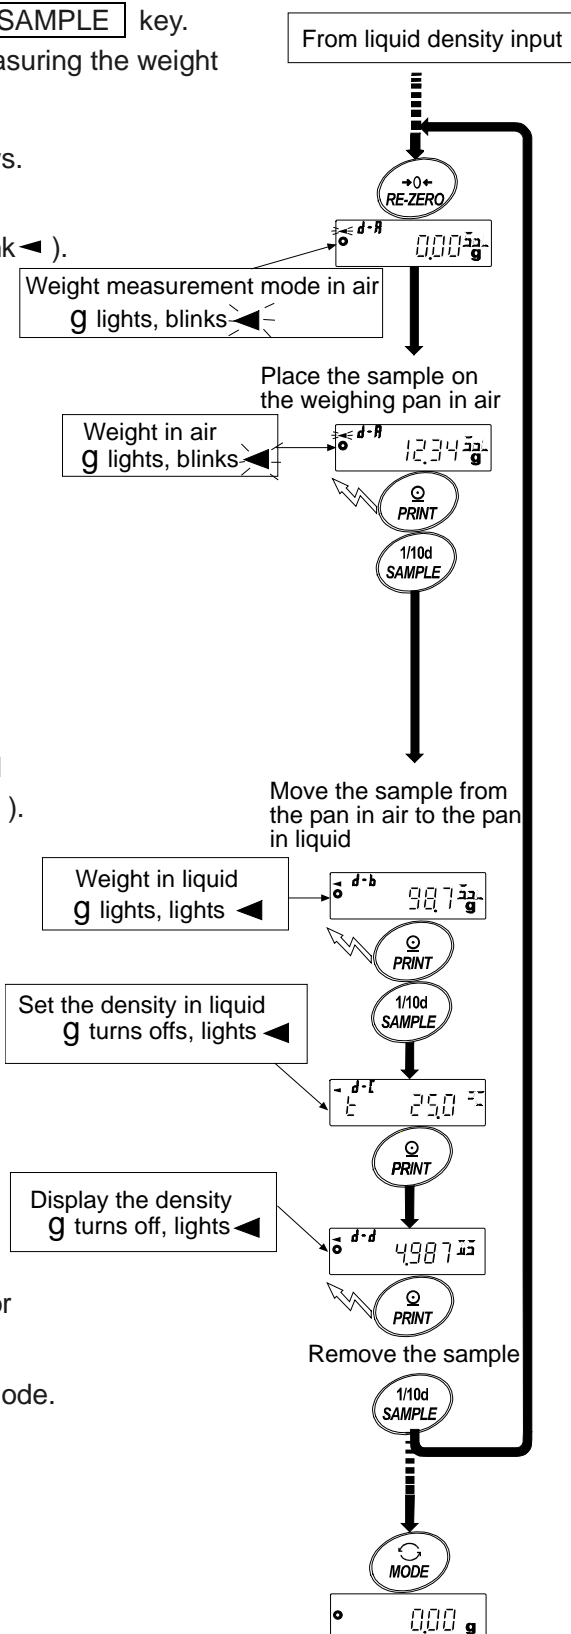 SAMPLE key.
From liquid density input
asuring the weight
s.
→0←
RE-ZERO
d-A
0.00 g
k◄ ).
Weight measurement mode in air
g lights, blinks ◄
Place the sample on
the weighing pan in air
Weight in air
g lights, blinks ◄
d-A
12.34 g
PRINT
1/10d
SAMPLE
).
Move the sample from
the pan in air to the pan
in liquid
Weight in liquid
g lights, lights ◄
d-b
9.87 g
PRINT
1/10d
SAMPLE
Set the density in liquid
g turns offs, lights ◄
t 25.0
PRINT
Display the density
g turns off, lights ◄
d-d
4.987
PRINT
or
Remove the sample
ode.
1/10d
SAMPLE
MODE
0.00 g